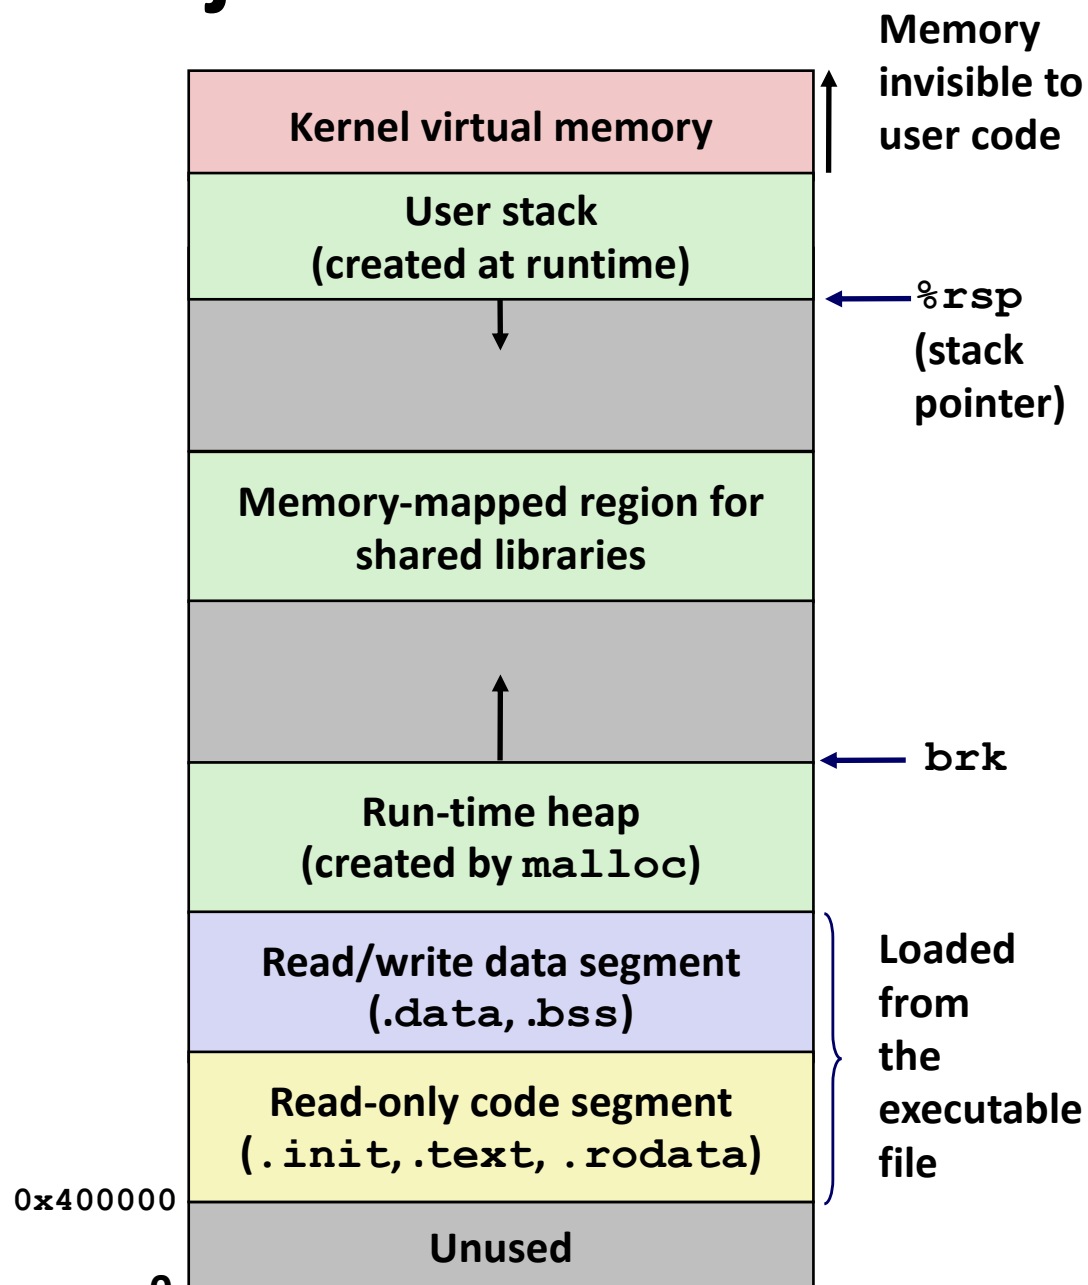 Memory
invisible to
user code
Kernel virtual memory
User stack
(created at runtime)
%rsp
(stack
pointer)
Memory-mapped region for
shared libraries
brk
Run-time heap
(created by malloc)
Read/write data segment
(.data, .bss)
Loaded
from
the
executable
file
Read-only code segment
(.init, .text, .rodata)
0x400000
Unused
0